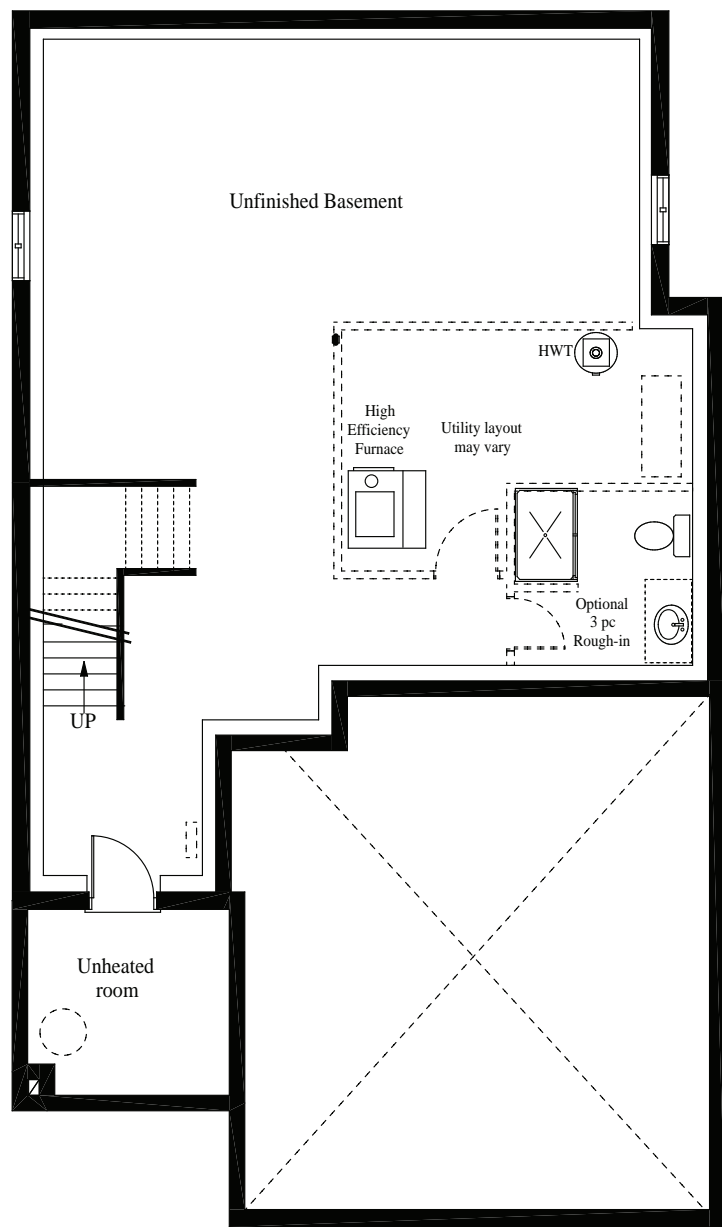 Unfinished Basement
HWT
High
Efficiency
Furnace
Utility layout
may vary
Optional
3 pc
Rough-in
UP
Unheated
room